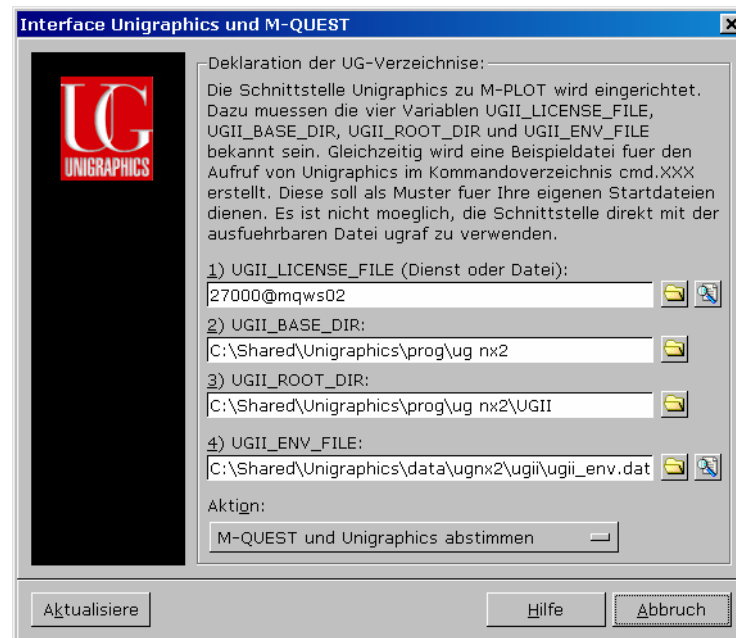 Interface Unigraphics und M-QUEST
UG
UNIGRAPHICS
Deklaration der UG-Verzeichnise:
Die Schnittstelle Unigraphics zu M-PLOT wird eingerichtet.
Dazu muessen die vier Variablen UGII_LICENSE_FILE,
UGII_BASE_DIR, UGII_ROOT_DIR und UGII_ENV_FILE
bekannt sein. Gleichzeitig wird eine Beispieldatei fuer den
Aufruf von Unigraphics im Kommandoverzeichnis cmd.XXX
erstellt. Diese soll als Muster fuer Ihre eigenen Startdateien
dienen. Es ist nicht moeglich, die Schnittstelle direkt mit der
ausfuehrbaren Datei ugraf zu verwenden.
1) UGII_LICENSE_FILE (Dienst oder Datei):
27000@mqws02
2) UGII_BASE_DIR:
C:\Shared\Unigraphics\prog\ug nx2
3) UGII_ROOT_DIR:
C:\Shared\Unigraphics\prog\ug nx2\UGII
4) UGII_ENV_FILE:
C:\Shared\Unigraphics\data\ugnx2\ugii\ugii_env.dat
Aktion:
M-QUEST und Unigraphics abstimmen
Aktualisiere
Hilfe
Abbruch